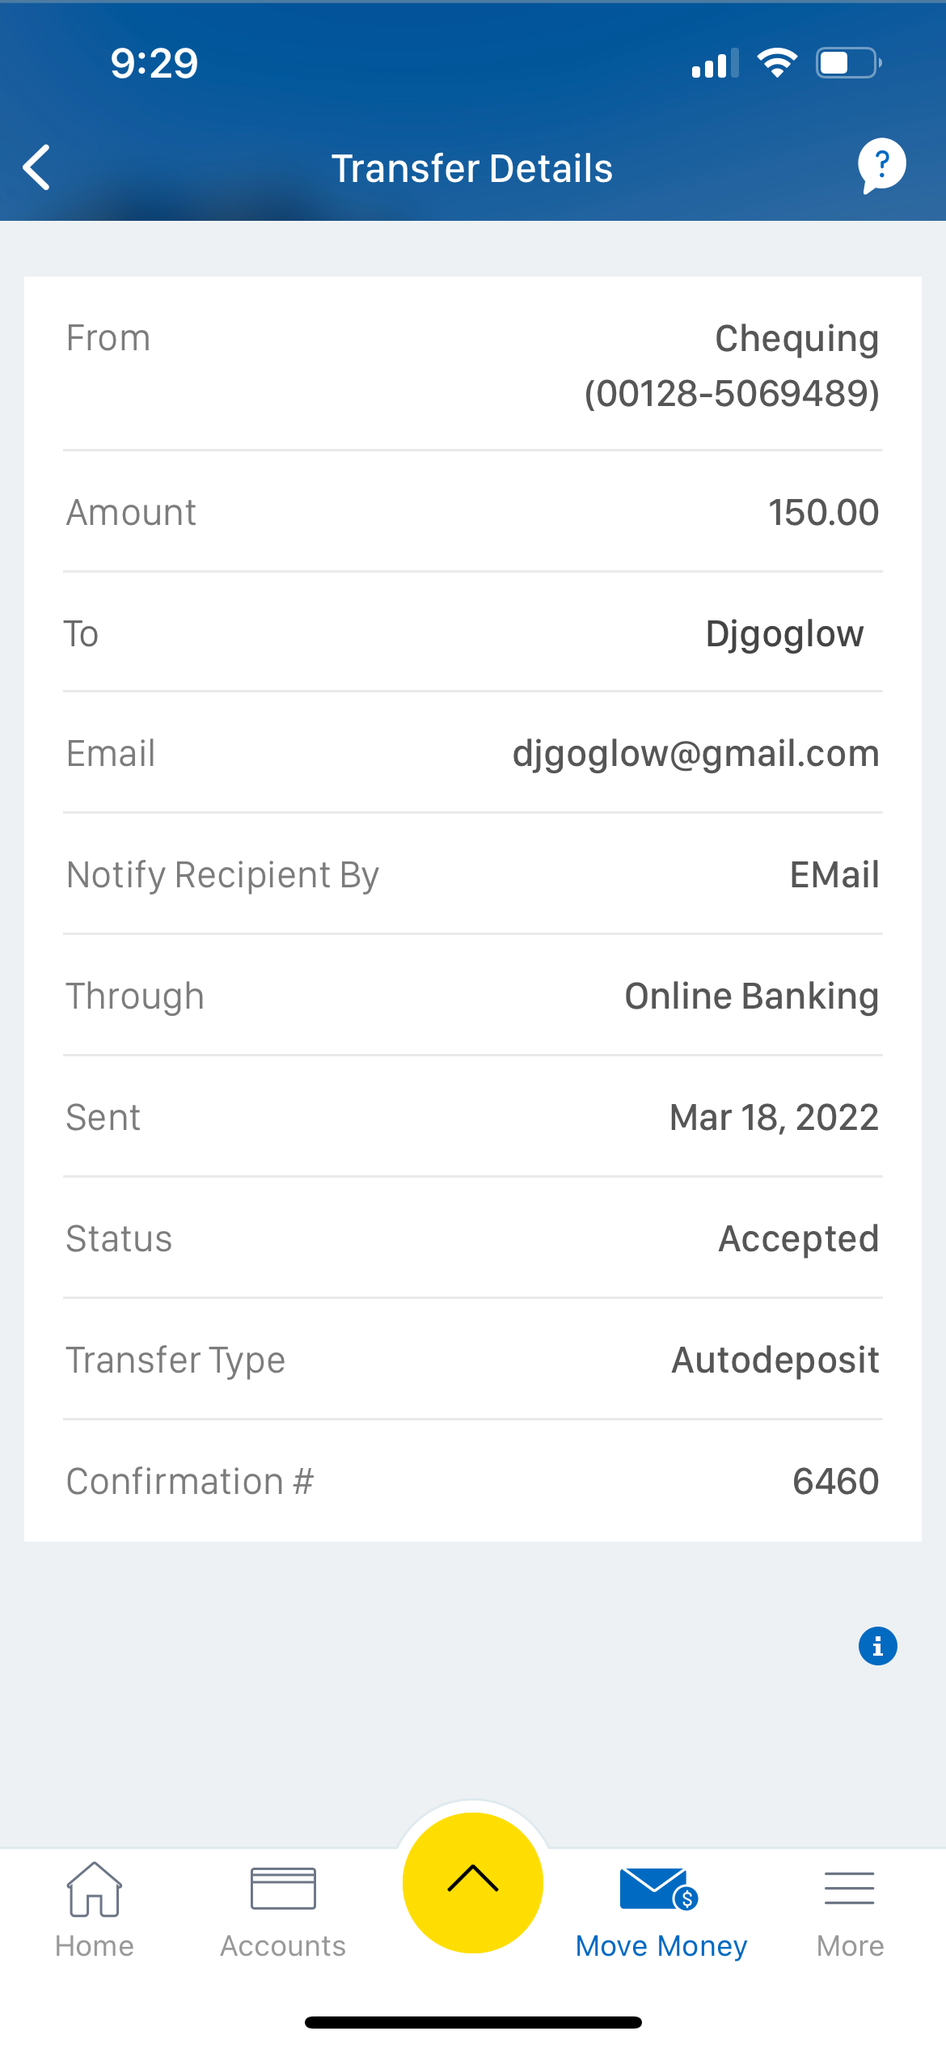 9:29
Transfer Details
?
From Chequing
(00128-5069489)
Amount 150.00
To Djgoglow
Email djgoglow@gmail.com
Notify Recipient By EMail
Through Online Banking
Sent Mar 18, 2022
Status Accepted
Transfer Type Autodeposit
Confirmation # 6460
i
$
Home Accounts Move Money More